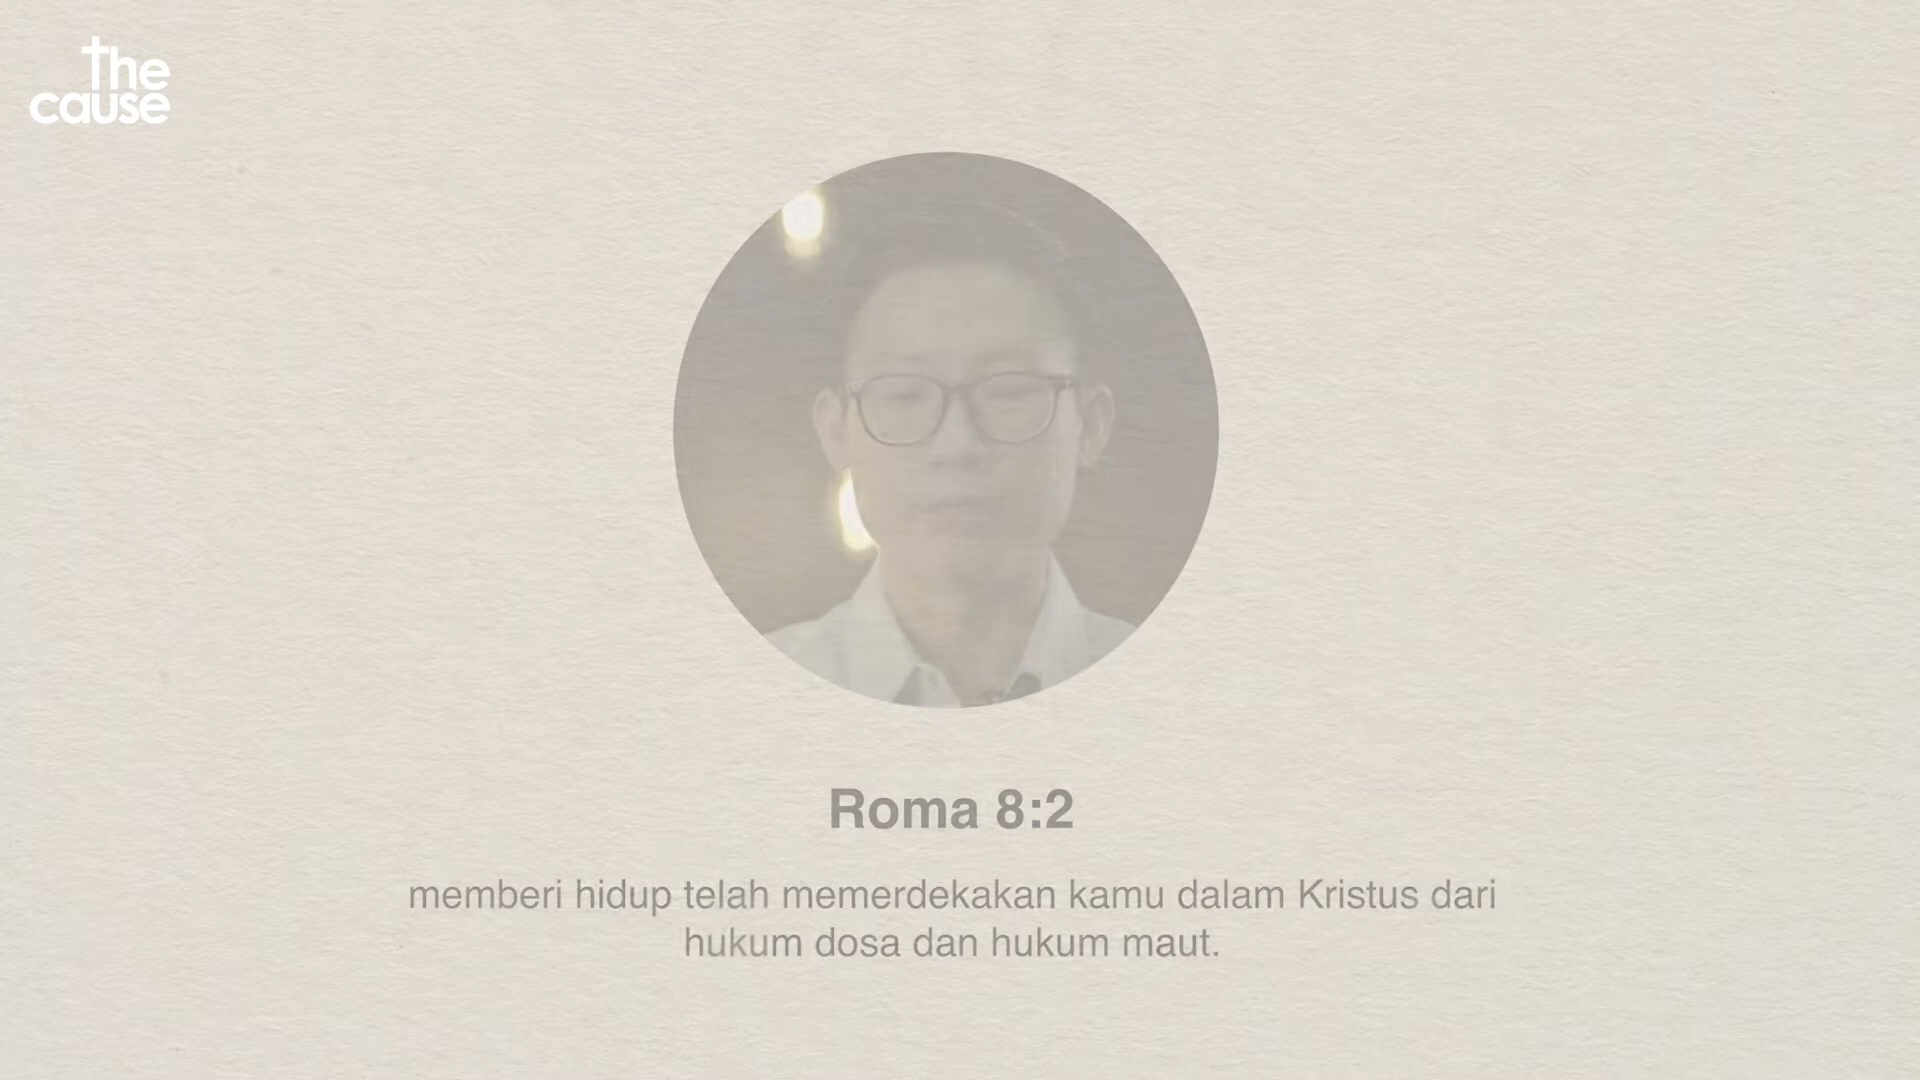 the
cause
Roma 8:2
memberi hidup telah memerdekakan kamu dalam Kristus dari
hukum dosa dan hukum maut.